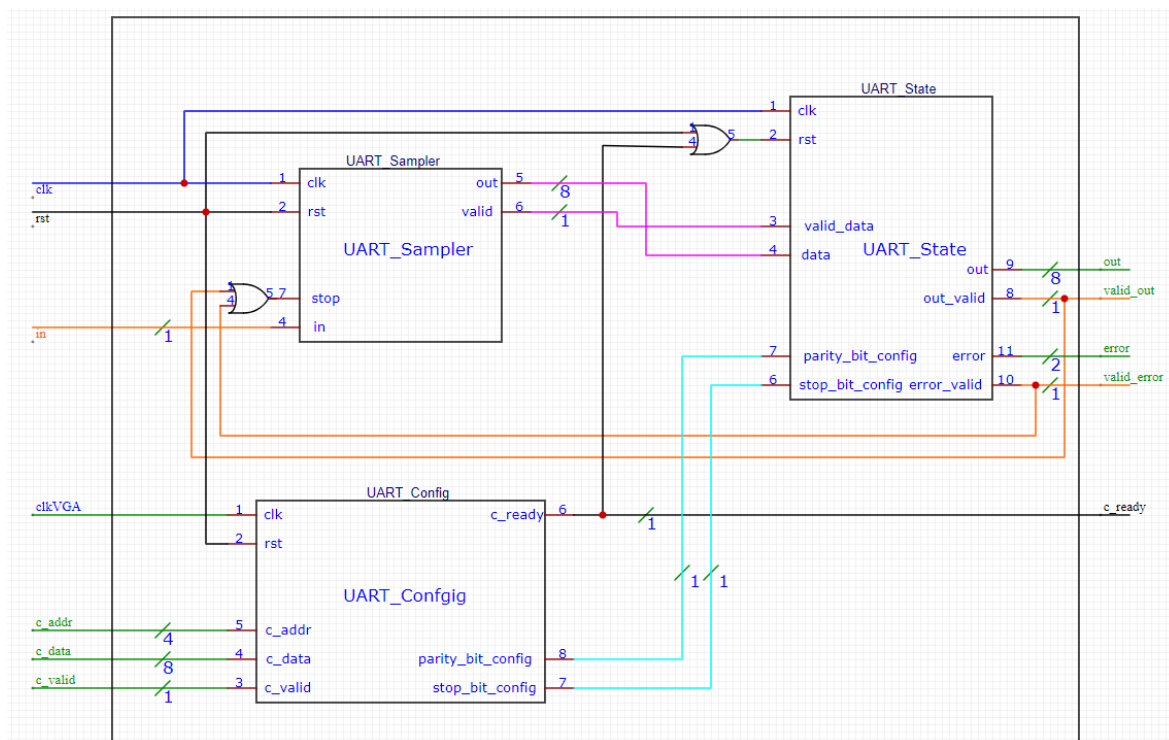 UART_State
1 clk
1 5 2 rst
4
UART_Sampler
clk 1 clk out 5 8
rst 2 rst valid 6 1
3 valid_data
UART_Sampler UART_State
4 data
out 9 8 out
1 5 7 stop
4
out_valid 8 1 valid_out
in 1 4 in
7 parity_bit_config error 11 2 error
6 stop_bit_config error_valid 10 1 valid_error
UART_Config
clkVGA 1 clk c_ready 6 1 c_ready
2 rst
1 1
UART_Confgig
c_addr 4 5 c_addr
c_data 8 4 c_data parity_bit_config 8
c_valid 1 3 c_valid stop_bit_config 7